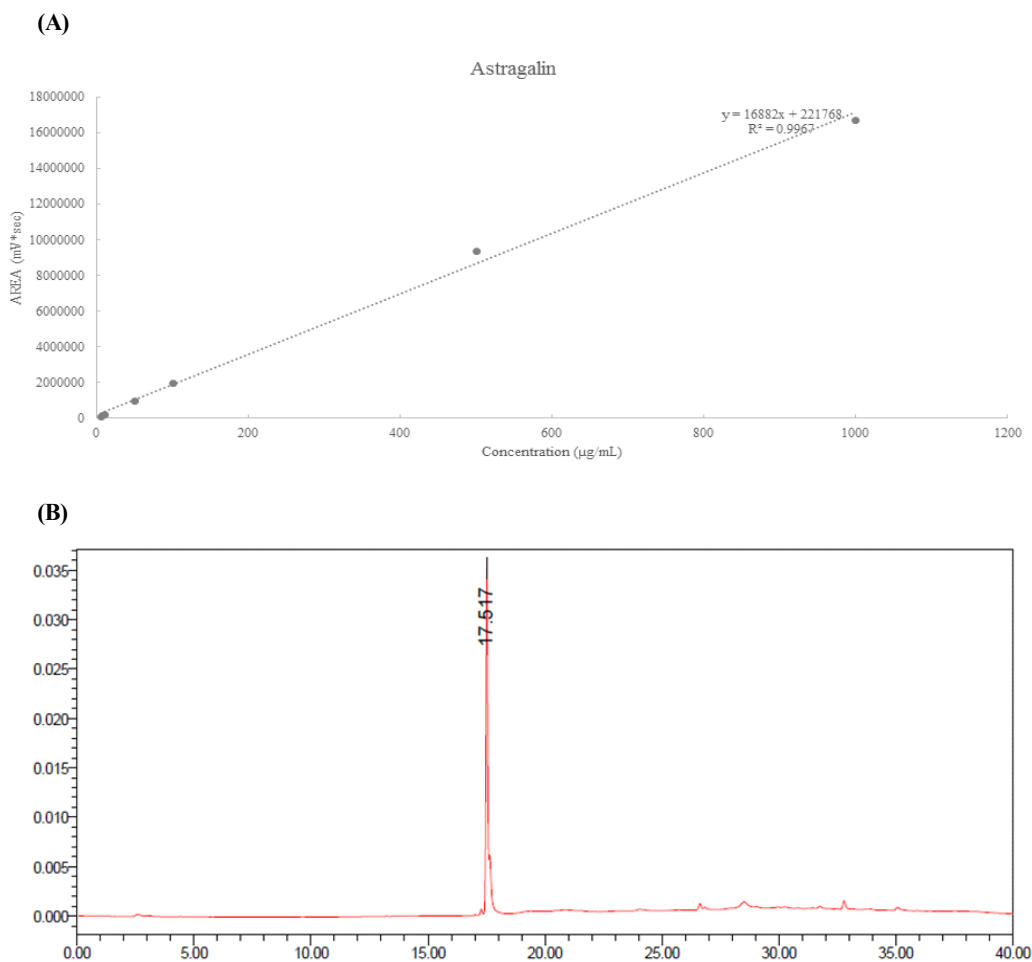 (A)
Astragalin
18000000
16000000
14000000
12000000
10000000
8000000
6000000
4000000
2000000
0
y = 16882x + 221768
R² = 0.9967
AREA (mV*sec)
0 200 400 600 800 1000 1200
Concentration (μg/mL)
(B)
0.035
0.030
0.025
0.020
0.015
0.010
0.005
0.000
17.517
0.00 5.00 10.00 15.00 20.00 25.00 30.00 35.00 40.00